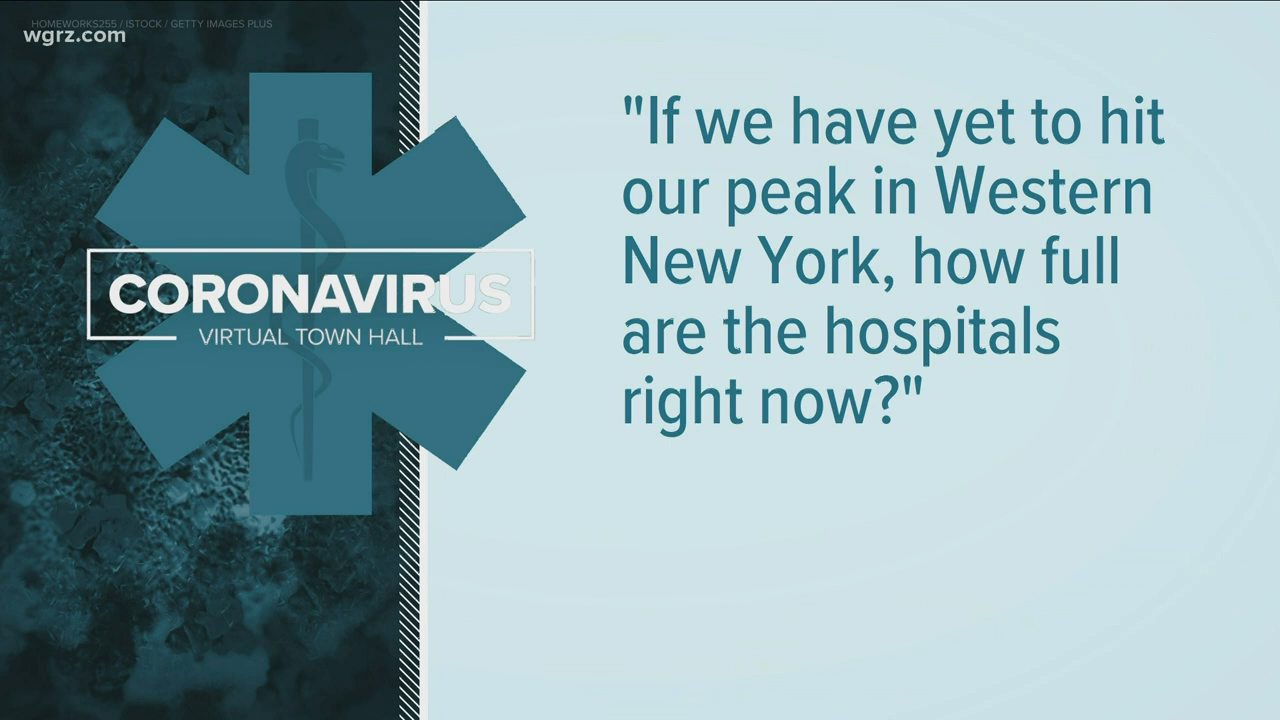 HOMEWORKS255 / ISTOCK / GETTY IMAGES PLUS
wgrz.com
CORONAVIRUS
VIRTUAL TOWN HALL
"If we have yet to hit
our peak in Western
New York, how full
are the hospitals
right now?"